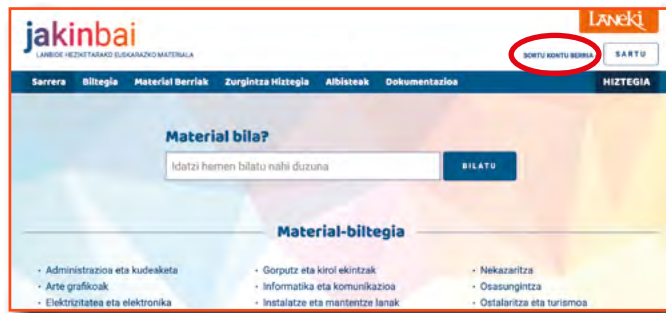 Laneki
jakinbai
LANBIDE HEZIKETARAKO EUSKARAZKO MATERIALA
SORTU KONTU BERRIA
SARTU
Sarrera Biltegia Material Berriak Zurgintza Hiztegia Albisteak Dokumentazioa HIZTEGIA
Material bila?
Idatzi hemen bilatu nahi duzuna
BILATU
Material-biltegia
· Administrazioa eta kudeaketa · Gorputz eta kirol ekintzak · Nekazaritza
· Arte grafikoak · Informatika eta komunikazioa · Osasungintza
· Elektrizitatea eta elektronika · Instalatze eta mantentze lanak · Ostalaritza eta turismoa